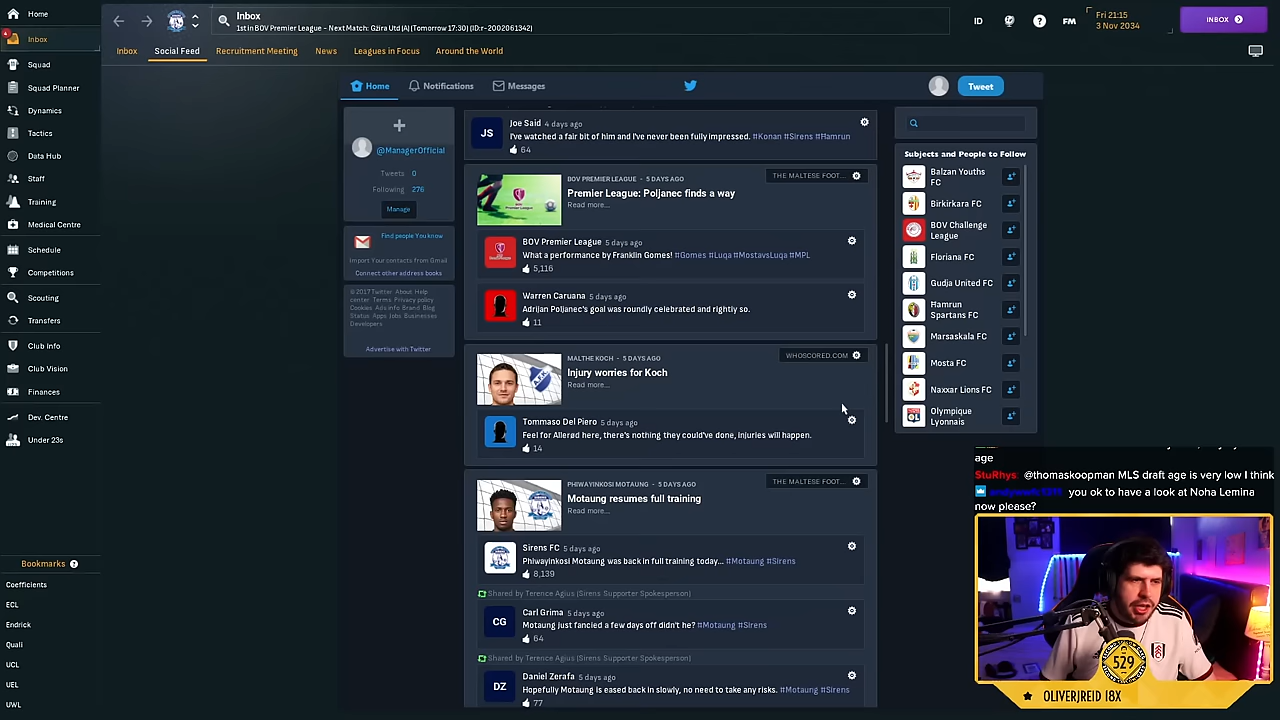 Home
Inbox
Squad
Squad Planner
Dynamics
Tactics
Data Hub
Staff
Training
Medical Centre
Schedule
Competitions
Scouting
Transfers
Club Info
Club Vision
Finances
Dev. Centre
Under 23s
Bookmarks ?
Coefficients
ECL
Endrick
Quali
UCL
UEL
UWL
Inbox
1st in BOV Premier League - Next Match: Gżira Utd (A) (Tomorrow 17:30) (ID:r-2002061342)
ID
?
FM
Fri 21:15
3 Nov 2034
INBOX
Inbox
Social Feed
Recruitment Meeting
News
Leagues in Focus
Around the World
Home
Notifications
Messages
Tweet
@ManagerOfficial
Tweets 0
Following 276
Manage
Find people You know
Import Your contacts from Gmail
Connect other address books
© 2017 Twitter About Help
center Terms Privacy policy
Cookies Ads info Brand Blog
Status Apps Jobs Businesses
Developers
Advertise with Twitter
JS
Joe Said 4 days ago
I've watched a fair bit of him and I've never been fully impressed. #Konan #Sirens #Ħamrun
64
BOV PREMIER LEAGUE - 5 DAYS AGO
THE MALTESE FOOT...
Premier League: Poljanec finds a way
Read more...
BOV Premier League 5 days ago
What a performance by Franklin Gomes! #Gomes #Luqa #MostavsLuqa #MPL
5,116
Warren Caruana 5 days ago
Adrijan Poljanec's goal was roundly celebrated and rightly so.
11
MALTHE KOCH - 5 DAYS AGO
WHOSCORED.COM
Injury worries for Koch
Read more...
Tommaso Del Piero 5 days ago
Feel for Allerød here, there's nothing they could've done, injuries will happen.
14
PHIWAYINKOSI MOTAUNG - 5 DAYS AGO
THE MALTESE FOOT...
Motaung resumes full training
Read more...
Sirens FC 5 days ago
Phiwayinkosi Motaung was back in full training today... #Motaung #Sirens
8,139
Shared by Terence Agius (Sirens Supporter Spokesperson)
CG
Carl Grima 5 days ago
Motaung just fancied a few days off didn't he? #Motaung #Sirens
64
Shared by Terence Agius (Sirens Supporter Spokesperson)
DZ
Daniel Zerafa 5 days ago
Hopefully Motaung is eased back in slowly, no need to take any risks. #Motaung #Sirens
77
Subjects and People to Follow
Balzan Youths
FC
Birkirkara FC
BOV Challenge
League
Floriana FC
Gudja United FC
Ħamrun
Spartans FC
Marsaskala FC
Mosta FC
Naxxar Lions FC
Olympique
Lyonnais
age
StuRhys @thomaskoopman MLS draft age is very low I think
you ok to have a look at Noha Lemina
now please?
529
OLIVERJREID 18X